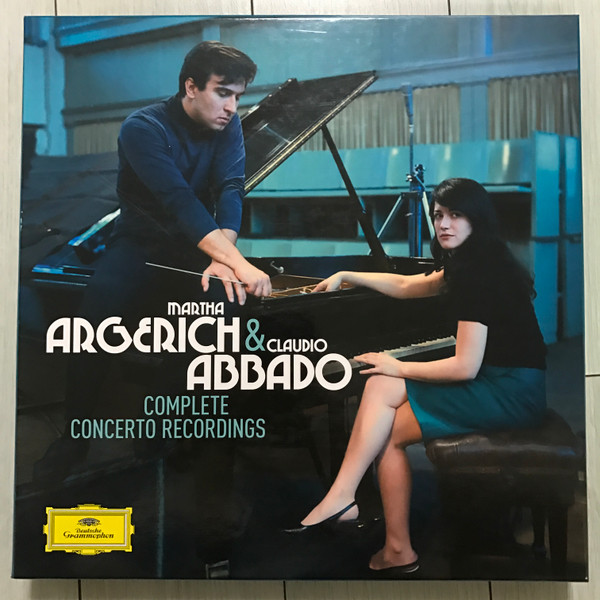 MARTHA
ARGERICH & CLAUDIO
ABBADO
COMPLETE
CONCERTO RECORDINGS
Deutsche
Grammophon